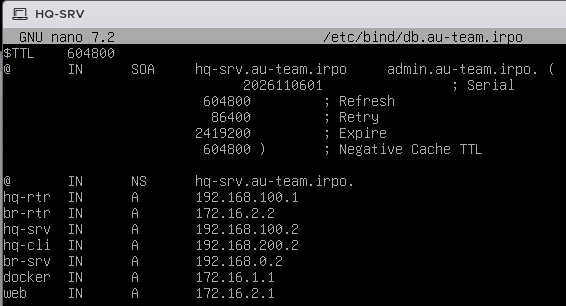 HQ-SRV
GNU nano 7.2 /etc/bind/db.au-team.irpo
$TTL 604800
@ IN SOA hq-srv.au-team.irpo admin.au-team.irpo. (
2026110601 ; Serial
604800 ; Refresh
86400 ; Retry
2419200 ; Expire
604800 ) ; Negative Cache TTL
@ IN NS hq-srv.au-team.irpo.
hq-rtr IN A 192.168.100.1
br-rtr IN A 172.16.2.2
hq-srv IN A 192.168.100.2
hq-cli IN A 192.168.200.2
br-srv IN A 192.168.0.2
docker IN A 172.16.1.1
web IN A 172.16.2.1